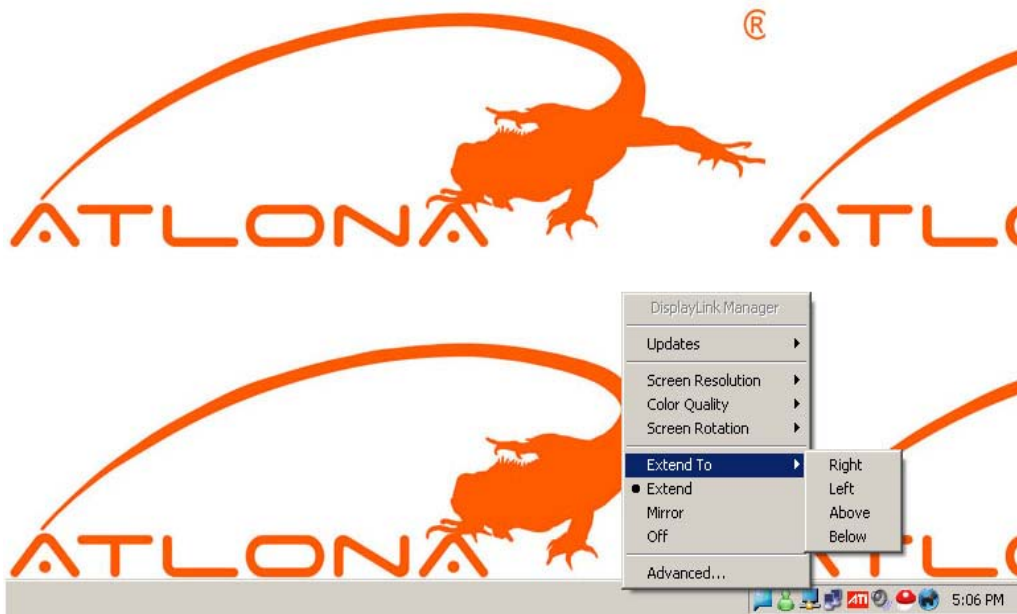 ®
ATLONA
ATL
DisplayLink Manager
Updates
Screen Resolution
Color Quality
Screen Rotation
Extend To
Extend
Mirror
Off
Advanced...
Right
Left
Above
Below
ATLONA
ATL
ATI
5:06 PM